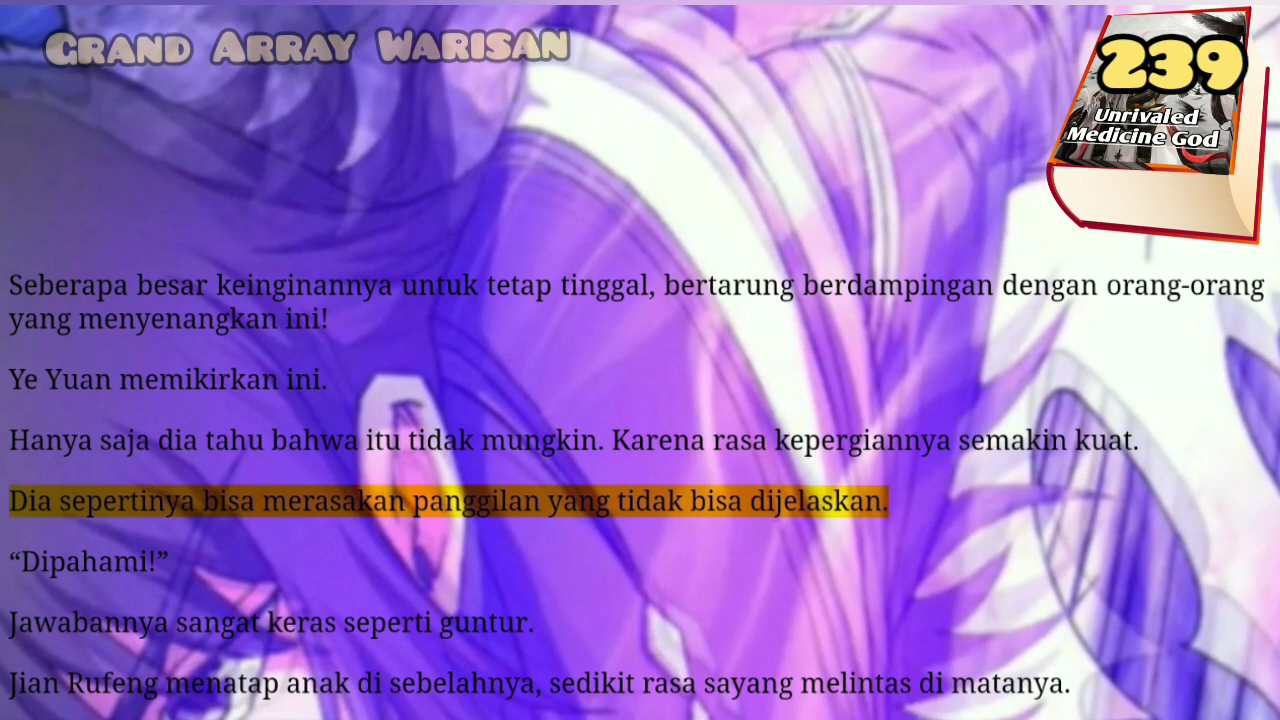 Grand Array Warisan
239
Unrivaled
Medicine God
Seberapa besar keinginannya untuk tetap tinggal, bertarung berdampingan dengan orang-orang
yang menyenangkan ini!
Ye Yuan memikirkan ini.
Hanya saja dia tahu bahwa itu tidak mungkin. Karena rasa kepergiannya semakin kuat.
Dia sepertinya bisa merasakan panggilan yang tidak bisa dijelaskan.
“Dipahami!”
Jawabannya sangat keras seperti guntur.
Jian Rufeng menatap anak di sebelahnya, sedikit rasa sayang melintas di matanya.